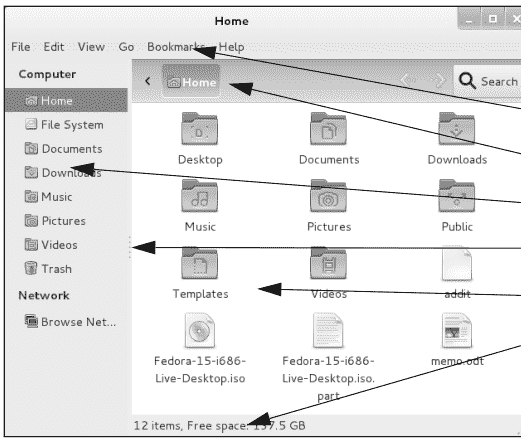 Home
File Edit View Go Bookmarks Help
Computer
Home
File System
Documents
Downloads
Music
Pictures
Videos
Trash
Network
Browse Net...
Home
Search
Desktop
Documents
Downloads
Music
Pictures
Public
Templates
Videos
addit
Fedora-15-i686-
Live-Desktop.iso
Fedora-15-i686-
Live-Desktop.iso.
part
memo.odt
12 items, Free space: 137.5 GB